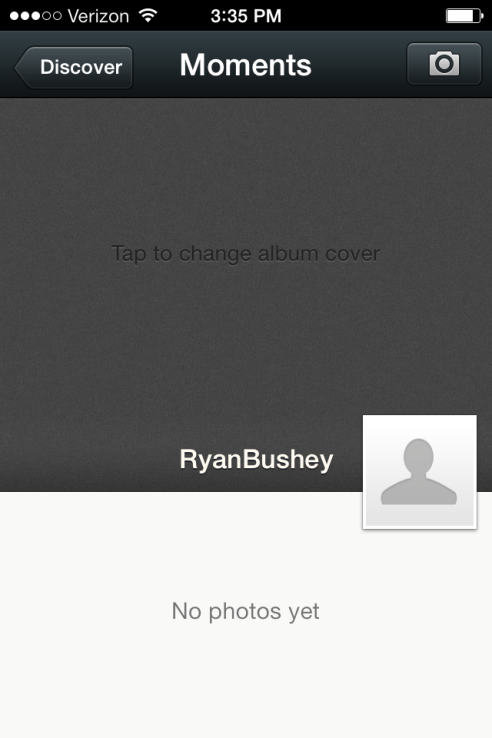 Verizon 3:35 PM
Discover Moments
Tap to change album cover
RyanBushey
No photos yet